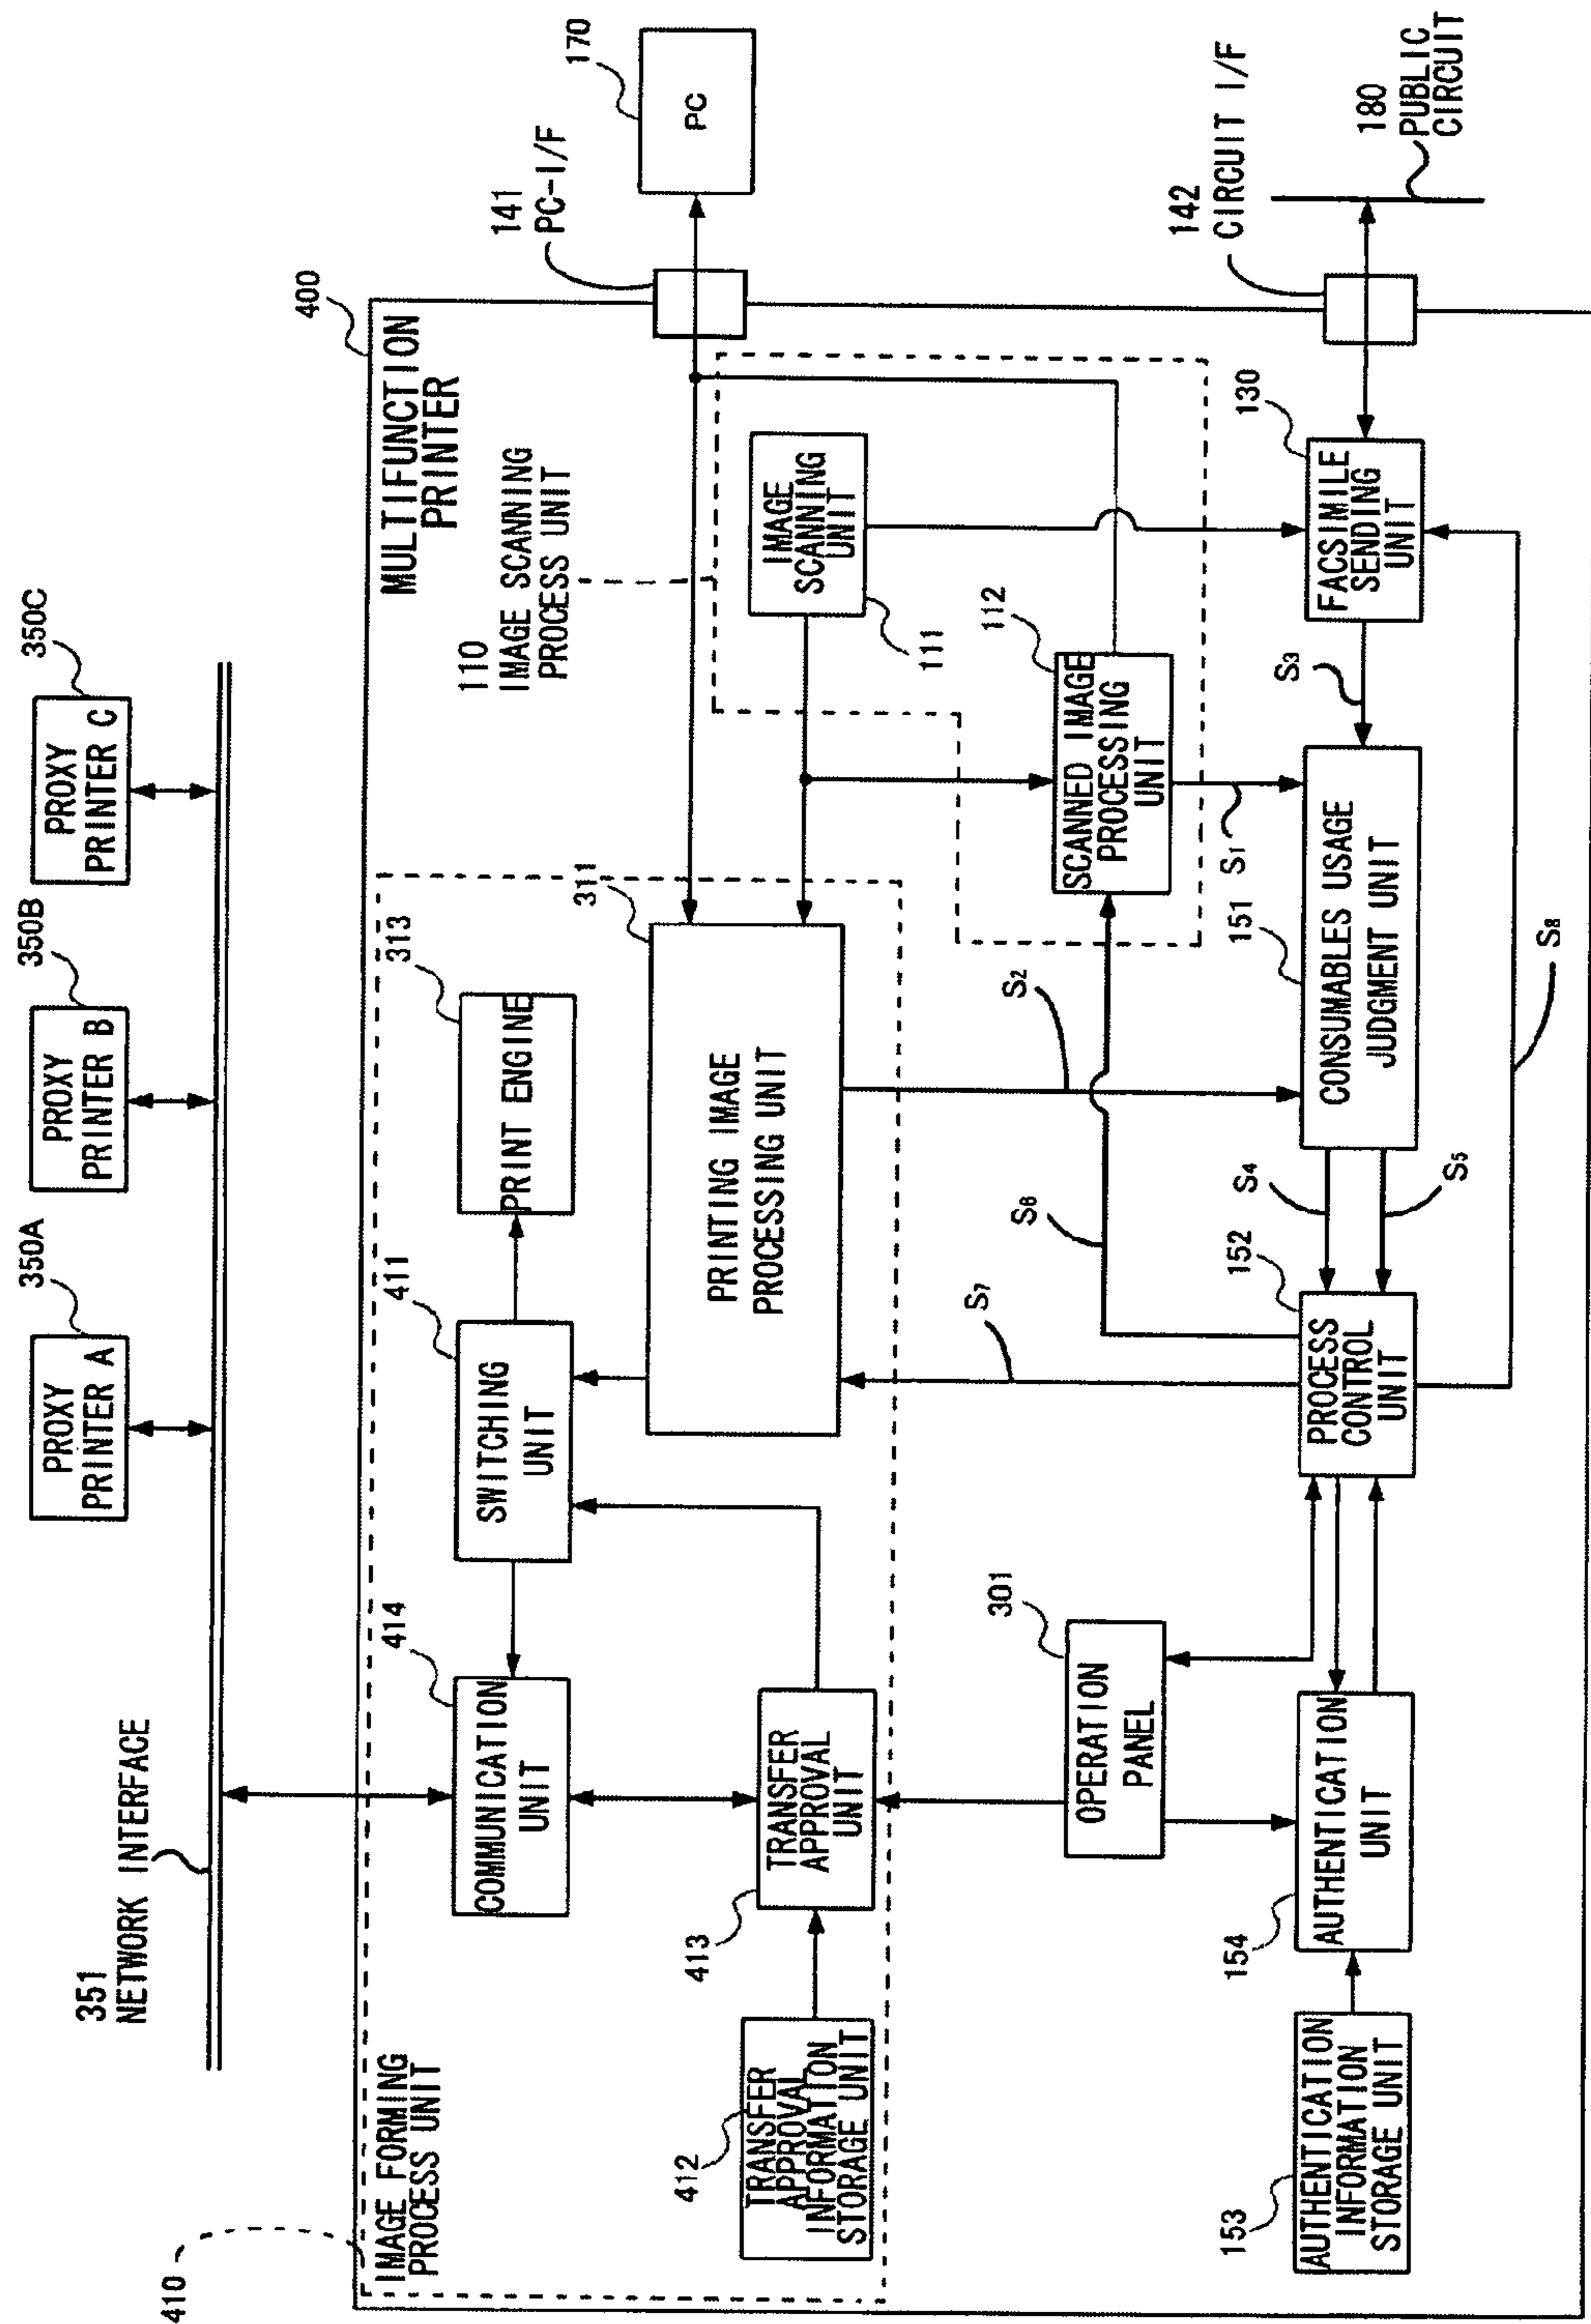 350A
PROXY
PRINTER A
350B
PROXY
PRINTER B
350C
PROXY
PRINTER C
351
NETWORK INTERFACE
400
MULTIFUNCTION
PRINTER
410
IMAGE FORMING
PROCESS UNIT
414
COMMUNICATION
UNIT
411
SWITCHING
UNIT
313
PRINT ENGINE
110
IMAGE SCANNING
PROCESS UNIT
141
PC-I/F
170
PC
412
TRANSFER
APPROVAL
INFORMATION
STORAGE UNIT
413
TRANSFER
APPROVAL
UNIT
311
PRINTING IMAGE
PROCESSING UNIT
IMAGE
SCANNING
UNIT
111
112
SCANNED IMAGE
PROCESSING
UNIT
301
OPERATION
PANEL
S7
S6
S2
S1
S3
142
CIRCUIT I/F
180
PUBLIC
CIRCUIT
153
AUTHENTICATION
INFORMATION
STORAGE UNIT
154
AUTHENTICATION
UNIT
152
PROCESS
CONTROL
UNIT
S4
S5
151
CONSUMABLES USAGE
JUDGMENT UNIT
130
FACSIMILE
SENDING
UNIT
S8